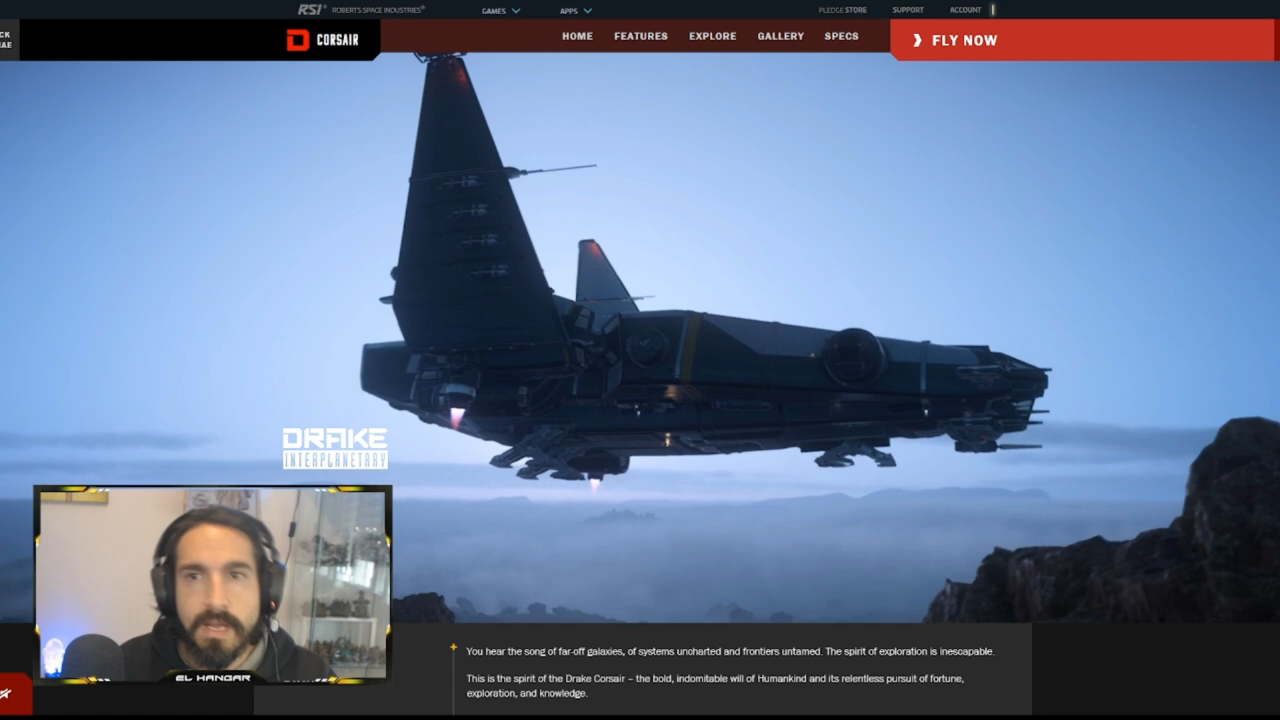 RSI ROBERTS SPACE INDUSTRIES®
GAMES
APPS
PLEDGE STORE
SUPPORT
ACCOUNT
CK
AE
CORSAIR
HOME
FEATURES
EXPLORE
GALLERY
SPECS
FLY NOW
DRAKE
INTERPLANETARY
EL HANGAR
You hear the song of far-off galaxies, of systems uncharted and frontiers untamed. The spirit of exploration is inescapable.
This is the spirit of the Drake Corsair – the bold, indomitable will of Humankind and its relentless pursuit of fortune,
exploration, and knowledge.